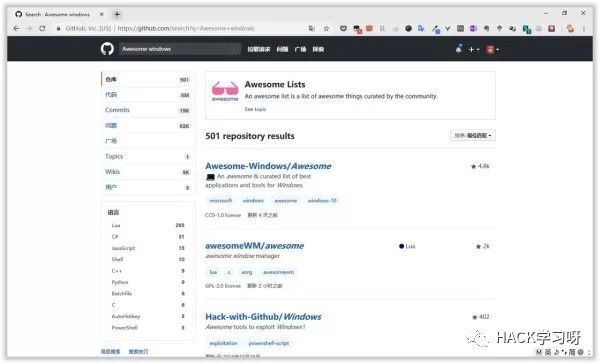 Search · Awesome windows
GitHub, Inc. [US]
https://github.com/search?q=Awesome+windows
Awesome windows
拉取请求 问题 广场 探索
仓库 501
代码 8M
Commits 19K
问题 82K
广场
Topics 1
Wikis 5K
用户 5
语言
Lua 293
C# 31
JavaScript 15
Shell 10
C++ 9
Python 9
Batchfile 6
C 6
AutoHotkey 5
PowerShell 5
高级搜索 搜索技巧
awesome
Awesome Lists
An awesome list is a list of awesome things curated by the community.
See topic
501 repository results
排序: 最佳匹配
Awesome-Windows/Awesome
4.8k
An awesome & curated list of best
applications and tools for Windows.
microsoft windows awesome windows-10
CC0-1.0 license 更新 4 天之前
awesomeWM/awesome
Lua
2k
awesome window manager
lua c xorg awesomewm
GPL-2.0 license 更新 2 小时之前
Hack-with-Github/Windows
402
Awesome tools to exploit Windows !
exploitation powershell-script
HACK学习呀